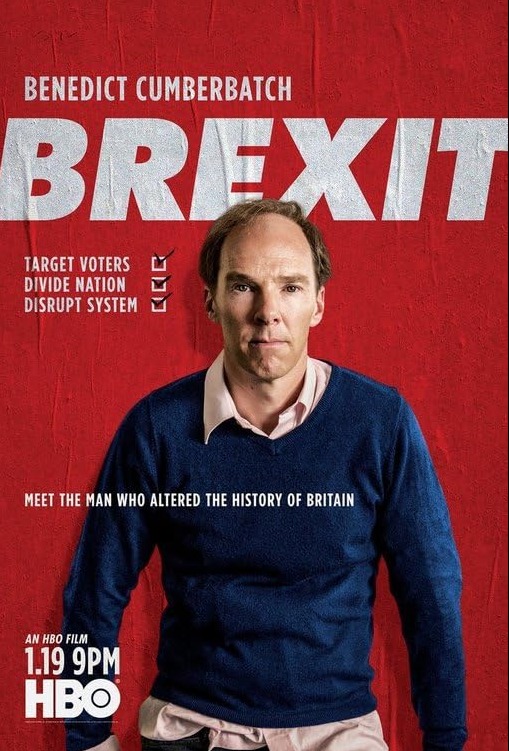 BENEDICT CUMBERBATCH
BREXIT
TARGET VOTERS
DIVIDE NATION
DISRUPT SYSTEM
MEET THE MAN WHO ALTERED THE HISTORY OF BRITAIN
AN HBO FILM
1.19 9PM
HBO®